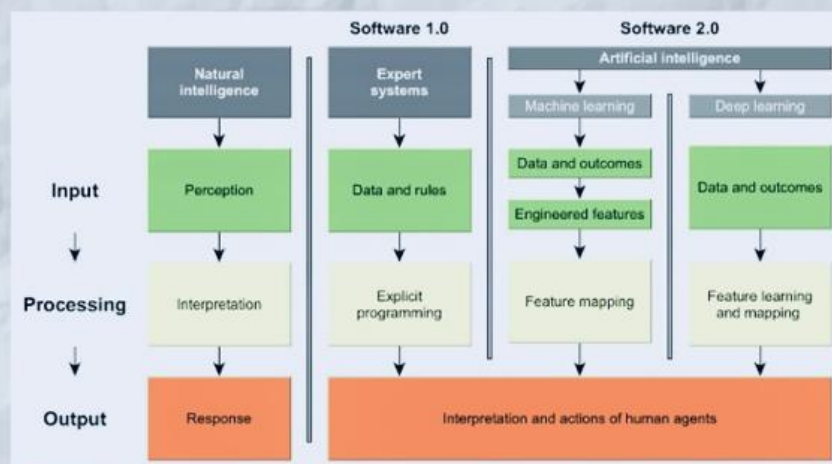 Software 1.0
Software 2.0
Natural
intelligence
Expert
systems
Artificial intelligence
Machine learning
Deep learning
Input
Perception
Data and rules
Data and outcomes
Engineered features
Data and outcomes
Processing
Interpretation
Explicit
programming
Feature mapping
Feature learning
and mapping
Output
Response
Interpretation and actions of human agents